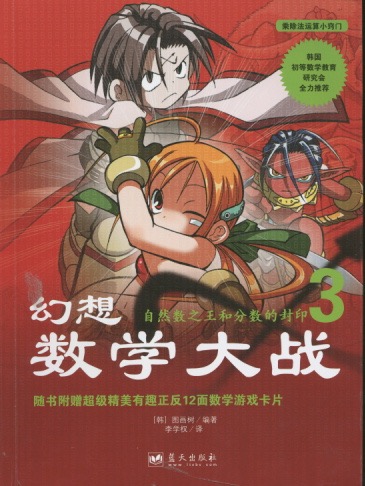 乘除法运算小窍门
韩国
初等数学教育
研究会
全力推荐
幻想
自然数之王和分数的封印
3
数学大战
随书附赠超级精美有趣正反12面数学游戏卡片
[韩] 图画树/编著
李学权/译
蓝天出版社